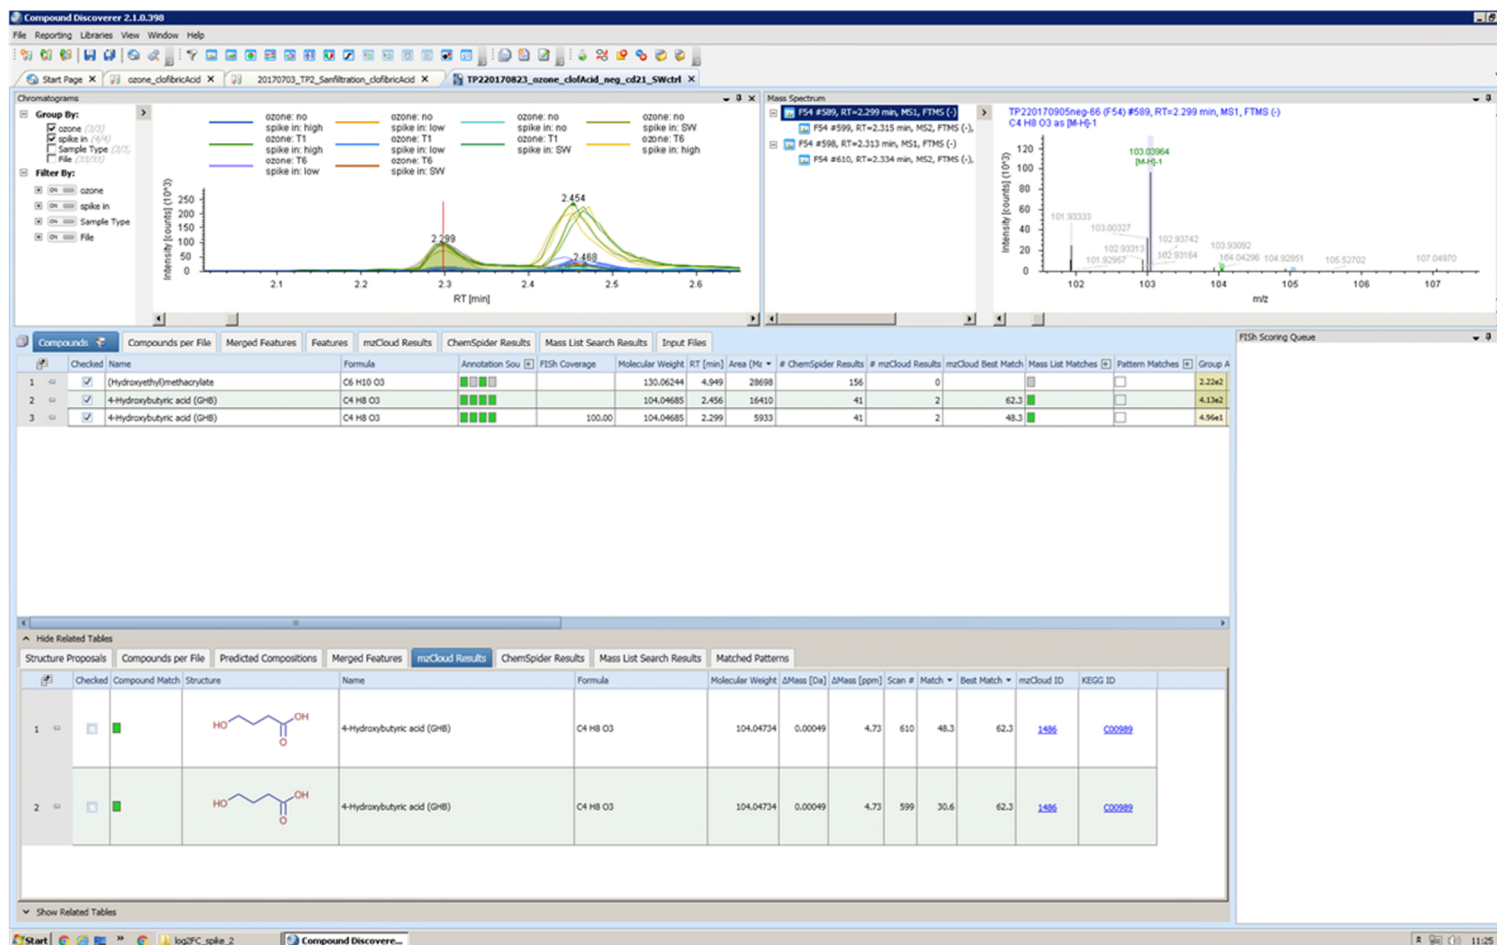 Compound Discoverer 2.1.0.398
File Reporting Libraries View Window Help
Start Page ozone_clofibricAcid 20170703_TP2_Sanfiltration_clofibricAcid TP220170823_ozone_clofAcid_neg_cd21_SWctrl
Chromatograms
Group By:
ozone (3/3)
spike in (4/4)
Sample Type (3/3)
File (33/33)
Filter By:
ON ozone
ON spike in
ON Sample Type
ON File
ozone: no ozone: no ozone: no ozone: no
spike in: high spike in: low spike in: no spike in: SW
ozone: T1 ozone: T1 ozone: T1 ozone: T6
spike in: high spike in: low spike in: SW spike in: high
ozone: T6 ozone: T6
spike in: low spike in: SW
Intensity [counts] (10^3)
250
200
150
100
50
0
2.299
2.454
2.468
2.1 2.2 2.3 2.4 2.5 2.6
RT [min]
Mass Spectrum
F54 #589, RT=2.299 min, MS1, FTMS (-)
F54 #599, RT=2.315 min, MS2, FTMS (-),
F54 #598, RT=2.313 min, MS1, FTMS (-)
F54 #610, RT=2.334 min, MS2, FTMS (-),
TP220170905neg-66 (F54) #589, RT=2.299 min, MS1, FTMS (-)
C4 H8 O3 as [M-H]-1
Intensity [counts] (10^3)
120
100
80
60
40
20
0
103.03964
[M-H]-1
101.93333
103.00327
102.93742
102.93313
103.93092
101.92957
102.93164
104.04296
104.92851
105.52702
107.04970
102 103 104 105 106 107
m/z
Compounds Compounds per File Merged Features Features mzCloud Results ChemSpider Results Mass List Search Results Input Files
FISh Scoring Queue
Checked Name Formula Annotation Sou FISh Coverage Molecular Weight RT [min] Area (Ma # ChemSpider Results # mzCloud Results mzCloud Best Match Mass List Matches Pattern Matches Group A
1 (Hydroxyethyl)methacrylate C6 H10 O3 130.06244 4.949 28698 156 0 2.22e2
2 4-Hydroxybutyric acid (GHB) C4 H8 O3 104.04685 2.456 16410 41 2 62.3 4.13e2
3 4-Hydroxybutyric acid (GHB) C4 H8 O3 100.00 104.04685 2.299 5933 41 2 48.3 4.96e1
Hide Related Tables
Structure Proposals Compounds per File Predicted Compositions Merged Features mzCloud Results ChemSpider Results Mass List Search Results Matched Patterns
Checked Compound Match Structure Name Formula Molecular Weight ΔMass [Da] ΔMass [ppm] Scan # Match Best Match mzCloud ID KEGG ID
1 HO OH O 4-Hydroxybutyric acid (GHB) C4 H8 O3 104.04734 0.00049 4.73 610 48.3 62.3 1486 C00989
2 HO OH O 4-Hydroxybutyric acid (GHB) C4 H8 O3 104.04734 0.00049 4.73 599 30.6 62.3 1486 C00989
Show Related Tables
Start log2FC_spike_2 Compound Discovere... 11:25